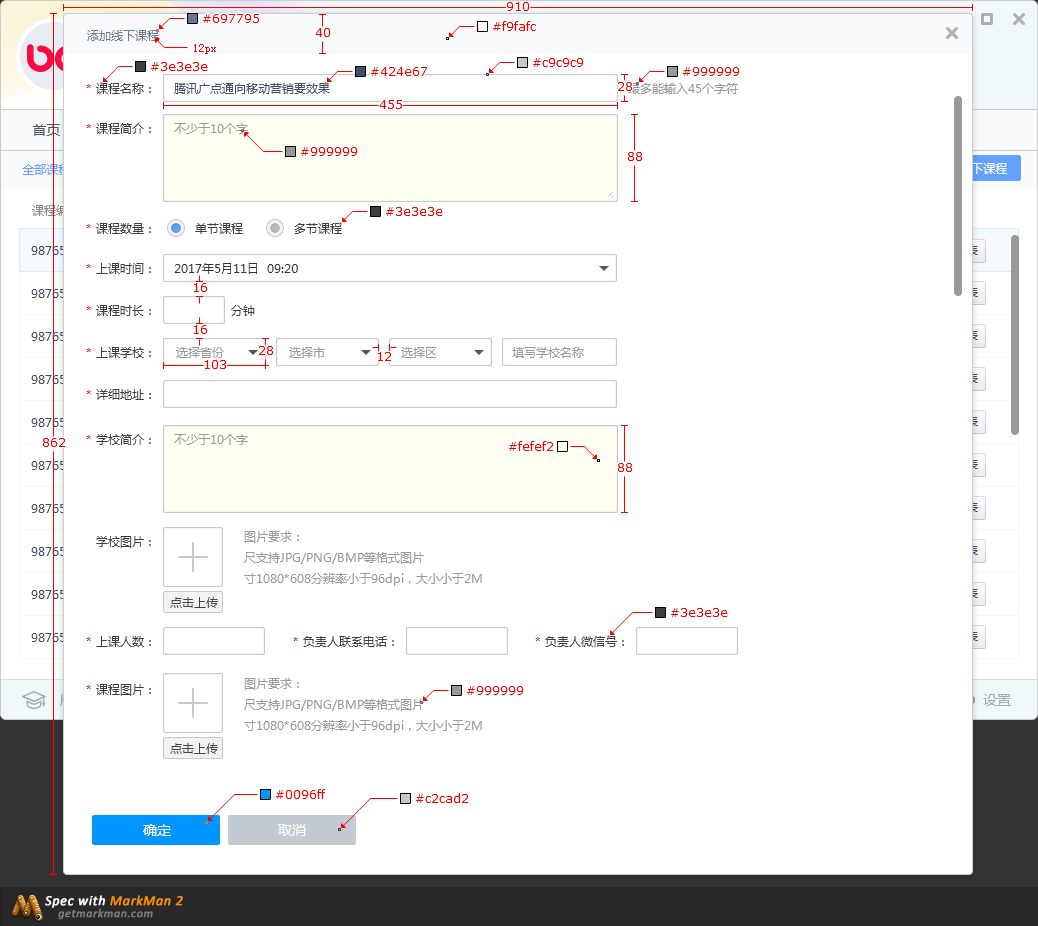 910
添加线下课程
#697795
12px
40
#f9fafc
* 课程名称：
#3e3e3e
腾讯广点通向移动营销要效果
#424e67
#c9c9c9
28
#999999
最多能输入45个字符
455
首页
* 课程简介：
不少于10个字
#999999
88
全部课程
下课程
* 课程数量：
单节课程
多节课程
#3e3e3e
* 上课时间：
2017年5月11日 09:20
16
* 课程时长：
分钟
16
* 上课学校：
选择省份
28
选择市
12
选择区
填写学校名称
103
* 详细地址：
862
* 学校简介：
不少于10个字
#fefef2
88
学校图片：
图片要求：
尺支持JPG/PNG/BMP等格式图片
寸1080*608分辨率小于96dpi，大小小于2M
点击上传
* 上课人数：
* 负责人联系电话：
* 负责人微信号：
#3e3e3e
* 课程图片：
图片要求：
尺支持JPG/PNG/BMP等格式图片
#999999
寸1080*608分辨率小于96dpi，大小小于2M
点击上传
设置
#0096ff
#c2cad2
确定
取消
课程编
98765
98765
98765
98765
98765
98765
98765
98765
98765
98765
Spec with MarkMan 2
getmarkman.com